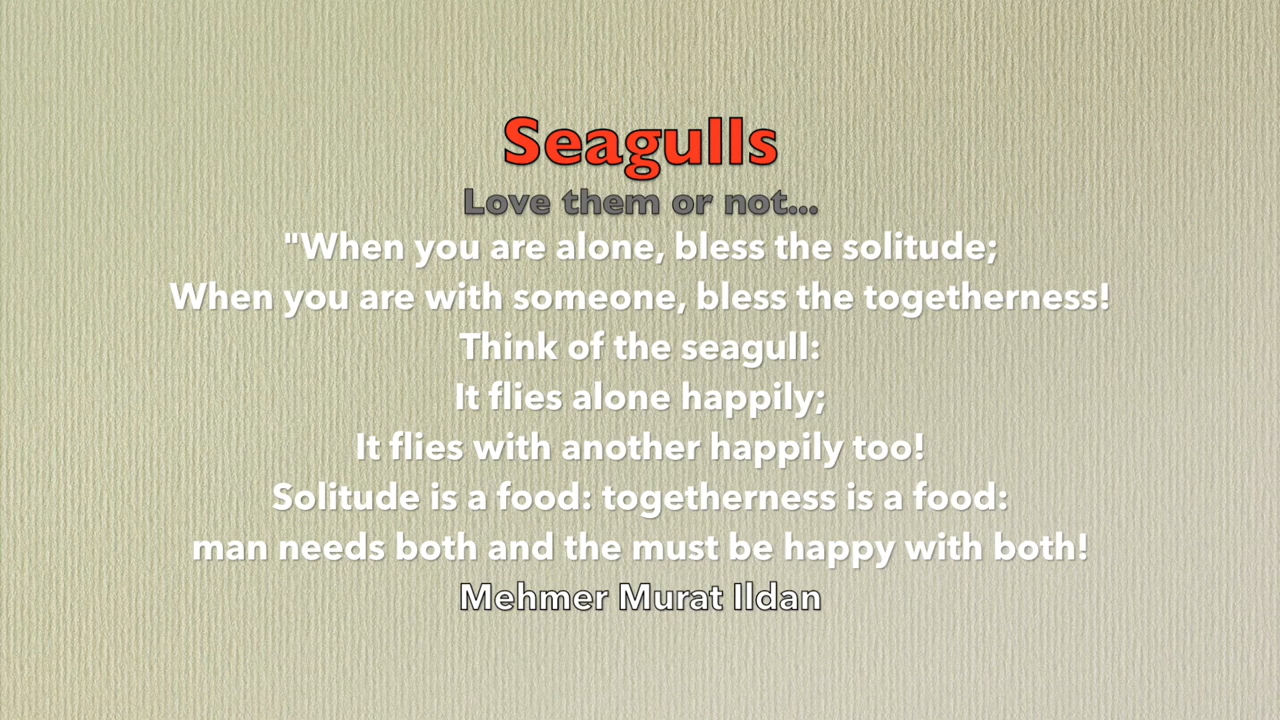 Seagulls
Love them or not...
"When you are alone, bless the solitude;
When you are with someone, bless the togetherness!
Think of the seagull:
It flies alone happily;
It flies with another happily too!
Solitude is a food: togetherness is a food:
man needs both and the must be happy with both!
Mehmer Murat Ildan